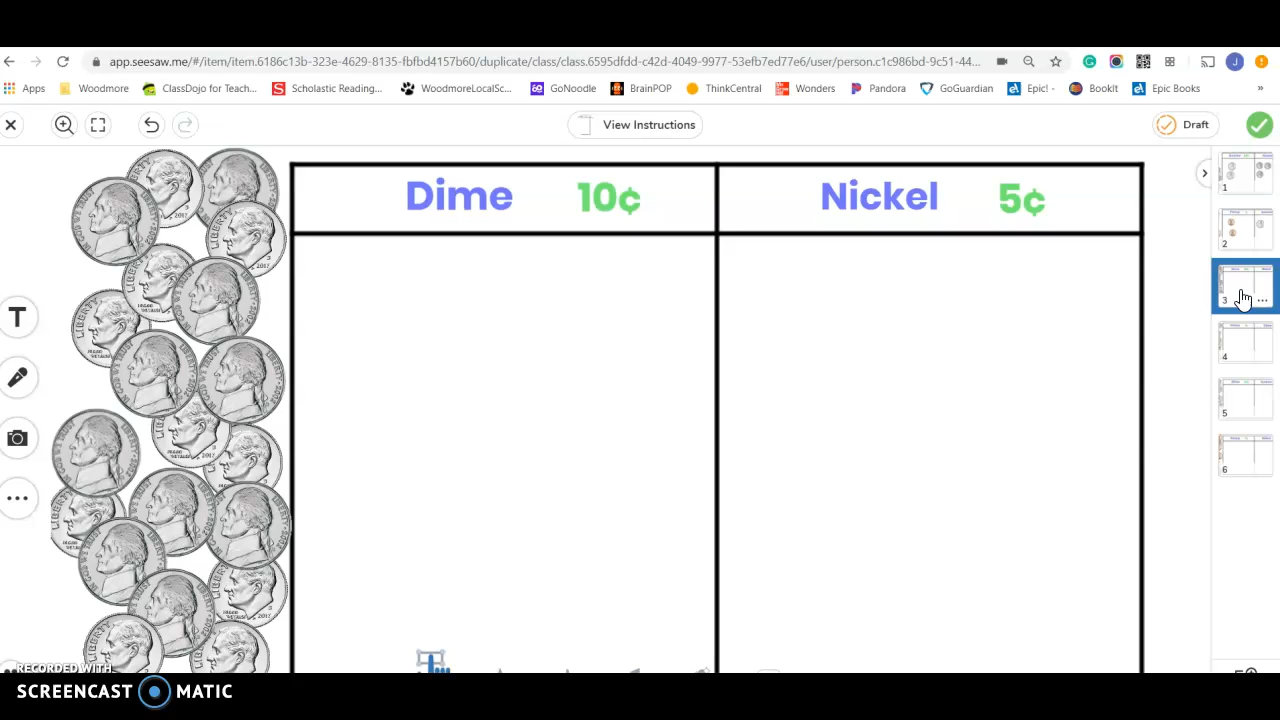 app.seesaw.me/#/item/item.6186c13b-323e-4629-8135-fbfbd4157b60/duplicate/class/class.6595dfdd-c42d-4049-9977-53efb7ed77e6/user/person.c1c986bd-9c51-44...
Apps Woodmore ClassDojo for Teach... Scholastic Reading... WoodmoreLocalSc... GoNoodle BrainPOP ThinkCentral Wonders Pandora GoGuardian Epic! - BookIt Epic Books »
View Instructions Draft
Dime 10¢ Nickel 5¢
LIBERTY
2017
1
2
3 ...
4
5
6
T
RECORDED WITH
SCREENCAST MATIC